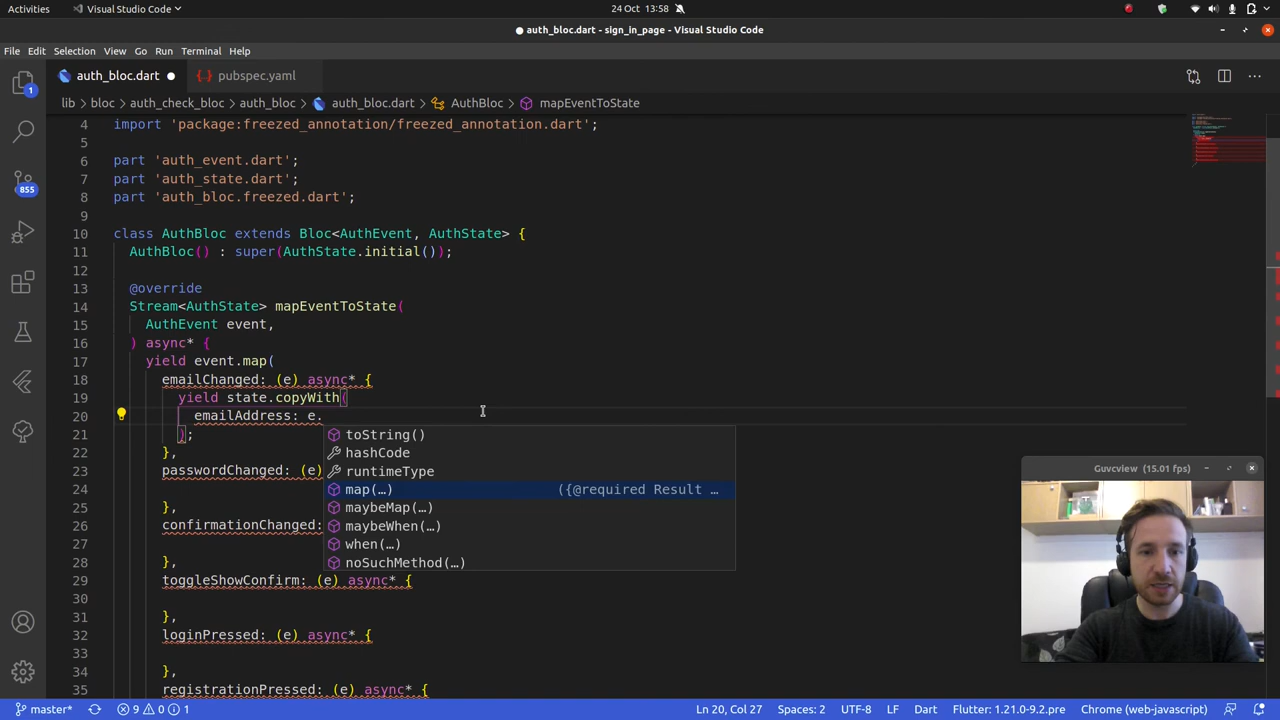 Activities
Visual Studio Code
24 Oct 13:58
auth_bloc.dart - sign_in_page - Visual Studio Code
File Edit Selection View Go Run Terminal Help
auth_bloc.dart
pubspec.yaml
lib > bloc > auth_check_bloc > auth_bloc > auth_bloc.dart > AuthBloc > mapEventToState
4 import 'package:freezed_annotation/freezed_annotation.dart';
5
6 part 'auth_event.dart';
7 part 'auth_state.dart';
8 part 'auth_bloc.freezed.dart';
9
10 class AuthBloc extends Bloc<AuthEvent, AuthState> {
11 AuthBloc() : super(AuthState.initial());
12
13 @override
14 Stream<AuthState> mapEventToState(
15 AuthEvent event,
16 ) async* {
17 yield event.map(
18 emailChanged: (e) async* {
19 yield state.copyWith(
20 emailAddress: e.
21 );
22 },
23 passwordChanged: (e)
24
25 },
26 confirmationChanged:
27
28 },
29 toggleShowConfirm: (e) async* {
30
31 },
32 loginPressed: (e) async* {
33
34 },
35 registrationPressed: (e) async* {
toString()
hashCode
runtimeType
map(…) ({@required Result …
maybeMap(…)
maybeWhen(…)
when(…)
noSuchMethod(…)
1
855
Guvcview (15.01 fps)
master*
9 0 1
Ln 20, Col 27
Spaces: 2
UTF-8
LF
Dart
Flutter: 1.21.0-9.2.pre
Chrome (web-javascript)